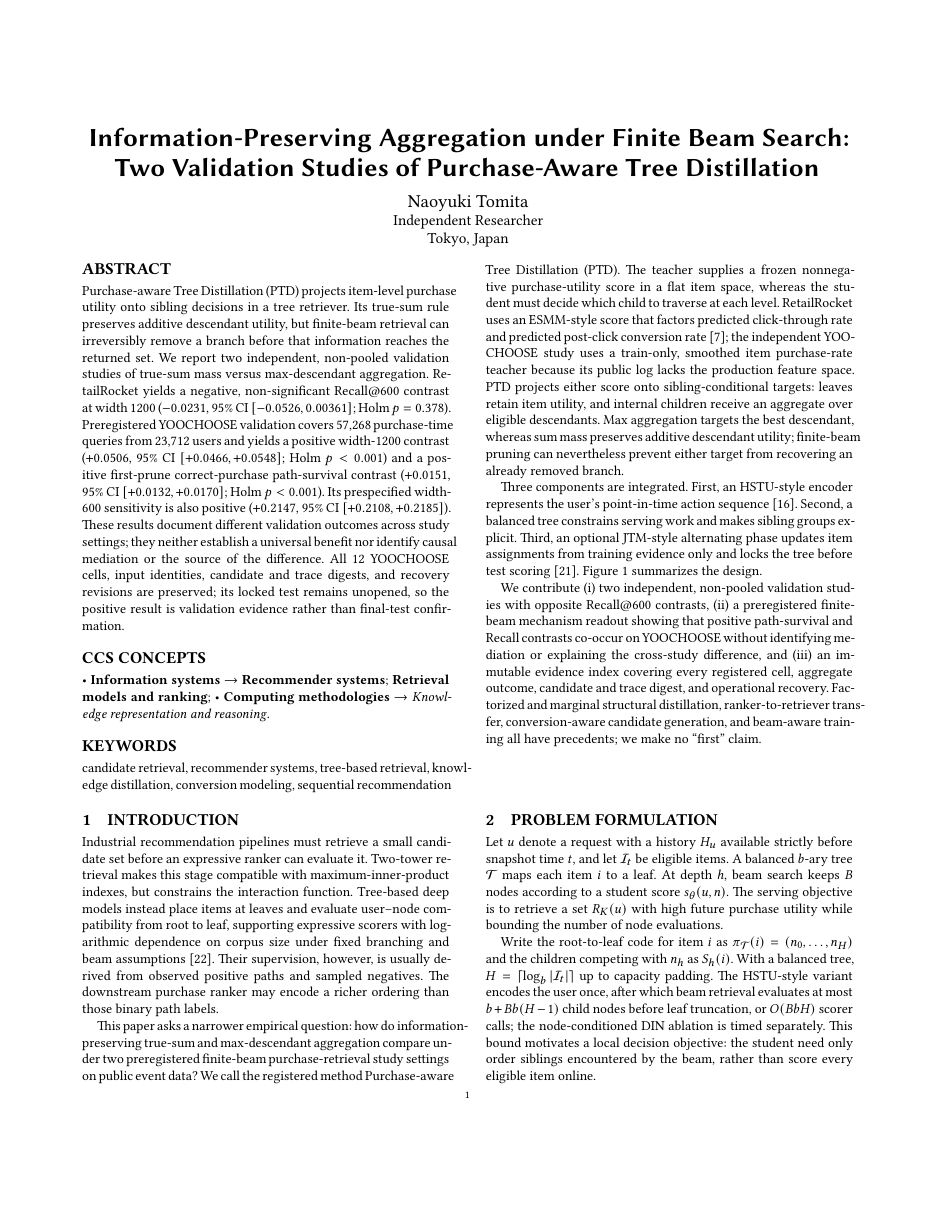 Information-Preserving Aggregation under Finite Beam Search:
Two Validation Studies of Purchase-Aware Tree Distillation
Naoyuki Tomita
Independent Researcher
Tokyo, Japan
ABSTRACT
Purchase-aware Tree Distillation (PTD) projects item-level purchase
utility onto sibling decisions in a tree retriever. Its true-sum rule
preserves additive descendant utility, but finite-beam retrieval can
irreversibly remove a branch before that information reaches the
returned set. We report two independent, non-pooled validation
studies of true-sum mass versus max-descendant aggregation. Re-
tailRocket yields a negative, non-significant Recall@600 contrast
at width 1200 (−0.0231, 95% CI [−0.0526, 0.00361]; Holm p = 0.378).
Preregistered YOOCHOOSE validation covers 57,268 purchase-time
queries from 23,712 users and yields a positive width-1200 contrast
(+0.0506, 95% CI [+0.0466, +0.0548]; Holm p < 0.001) and a pos-
itive first-prune correct-purchase path-survival contrast (+0.0151,
95% CI [+0.0132, +0.0170]; Holm p < 0.001). Its prespecified width-
600 sensitivity is also positive (+0.2147, 95% CI [+0.2108, +0.2185]).
These results document different validation outcomes across study
settings; they neither establish a universal benefit nor identify causal
mediation or the source of the difference. All 12 YOOCHOOSE
cells, input identities, candidate and trace digests, and recovery
revisions are preserved; its locked test remains unopened, so the
positive result is validation evidence rather than final-test confir-
mation.
CCS CONCEPTS
• Information systems → Recommender systems; Retrieval
models and ranking; • Computing methodologies → Knowl-
edge representation and reasoning.
KEYWORDS
candidate retrieval, recommender systems, tree-based retrieval, knowl-
edge distillation, conversion modeling, sequential recommendation
1 INTRODUCTION
Industrial recommendation pipelines must retrieve a small candi-
date set before an expressive ranker can evaluate it. Two-tower re-
trieval makes this stage compatible with maximum-inner-product
indexes, but constrains the interaction function. Tree-based deep
models instead place items at leaves and evaluate user–node com-
patibility from root to leaf, supporting expressive scorers with log-
arithmic dependence on corpus size under fixed branching and
beam assumptions [22]. Their supervision, however, is usually de-
rived from observed positive paths and sampled negatives. The
downstream purchase ranker may encode a richer ordering than
those binary path labels.
This paper asks a narrower empirical question: how do information-
preserving true-sum and max-descendant aggregation compare un-
der two preregistered finite-beam purchase-retrieval study settings
on public event data? We call the registered method Purchase-aware
Tree Distillation (PTD). The teacher supplies a frozen nonnega-
tive purchase-utility score in a flat item space, whereas the stu-
dent must decide which child to traverse at each level. RetailRocket
uses an ESMM-style score that factors predicted click-through rate
and predicted post-click conversion rate [7]; the independent YOO-
CHOOSE study uses a train-only, smoothed item purchase-rate
teacher because its public log lacks the production feature space.
PTD projects either score onto sibling-conditional targets: leaves
retain item utility, and internal children receive an aggregate over
eligible descendants. Max aggregation targets the best descendant,
whereas sum mass preserves additive descendant utility; finite-beam
pruning can nevertheless prevent either target from recovering an
already removed branch.
Three components are integrated. First, an HSTU-style encoder
represents the user's point-in-time action sequence [16]. Second, a
balanced tree constrains serving work and makes sibling groups ex-
plicit. Third, an optional JTM-style alternating phase updates item
assignments from training evidence only and locks the tree before
test scoring [21]. Figure 1 summarizes the design.
We contribute (i) two independent, non-pooled validation stud-
ies with opposite Recall@600 contrasts, (ii) a preregistered finite-
beam mechanism readout showing that positive path-survival and
Recall contrasts co-occur on YOOCHOOSE without identifying me-
diation or explaining the cross-study difference, and (iii) an im-
mutable evidence index covering every registered cell, aggregate
outcome, candidate and trace digest, and operational recovery. Fac-
torized and marginal structural distillation, ranker-to-retriever trans-
fer, conversion-aware candidate generation, and beam-aware train-
ing all have precedents; we make no “first” claim.
2 PROBLEM FORMULATION
Let u denote a request with a history H_u available strictly before
snapshot time t, and let I_t be eligible items. A balanced b-ary tree
T maps each item i to a leaf. At depth h, beam search keeps B
nodes according to a student score s_θ(u, n). The serving objective
is to retrieve a set R_K(u) with high future purchase utility while
bounding the number of node evaluations.
Write the root-to-leaf code for item i as π_T(i) = (n_0, . . . , n_H)
and the children competing with n_h as S_h(i). With a balanced tree,
H = ⌈log_b |I_t|⌉ up to capacity padding. The HSTU-style variant
encodes the user once, after which beam retrieval evaluates at most
b+Bb(H−1) child nodes before leaf truncation, or O(BbH) scorer
calls; the node-conditioned DIN ablation is timed separately. This
bound motivates a local decision objective: the student need only
order siblings encountered by the beam, rather than score every
eligible item online.
1